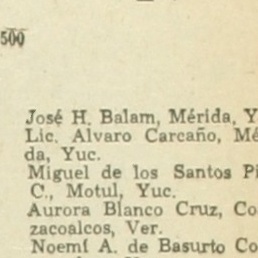 500
José H. Balam, Mérida, Y
Lic. Alvaro Carcaño, Mé
da, Yuc.
Miguel de los Santos Pi
C., Motul, Yuc.
Aurora Blanco Cruz, Co
zacoalcos, Ver.
Noemí A. de Basurto Co